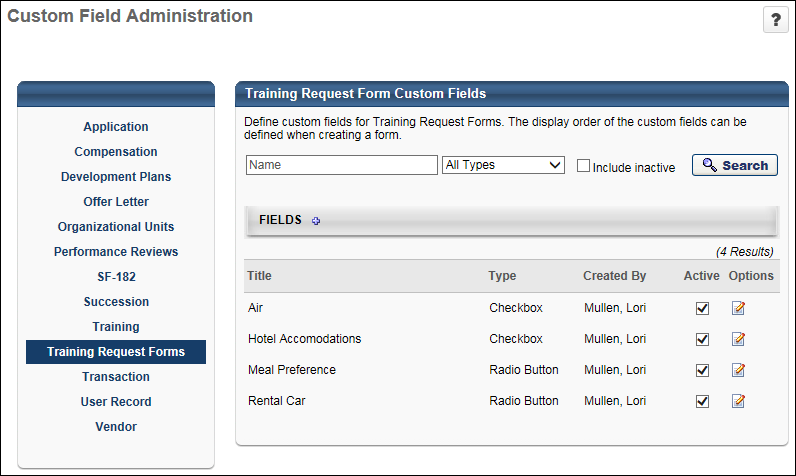 Custom Field Administration
?
Application
Compensation
Development Plans
Offer Letter
Organizational Units
Performance Reviews
SF-182
Succession
Training
Training Request Forms
Transaction
User Record
Vendor
Training Request Form Custom Fields
Define custom fields for Training Request Forms. The display order of the custom fields can be
defined when creating a form.
Name All Types Include inactive Search
FIELDS
(4 Results)
Title Type Created By Active Options
Air Checkbox Mullen, Lori
Hotel Accomodations Checkbox Mullen, Lori
Meal Preference Radio Button Mullen, Lori
Rental Car Radio Button Mullen, Lori